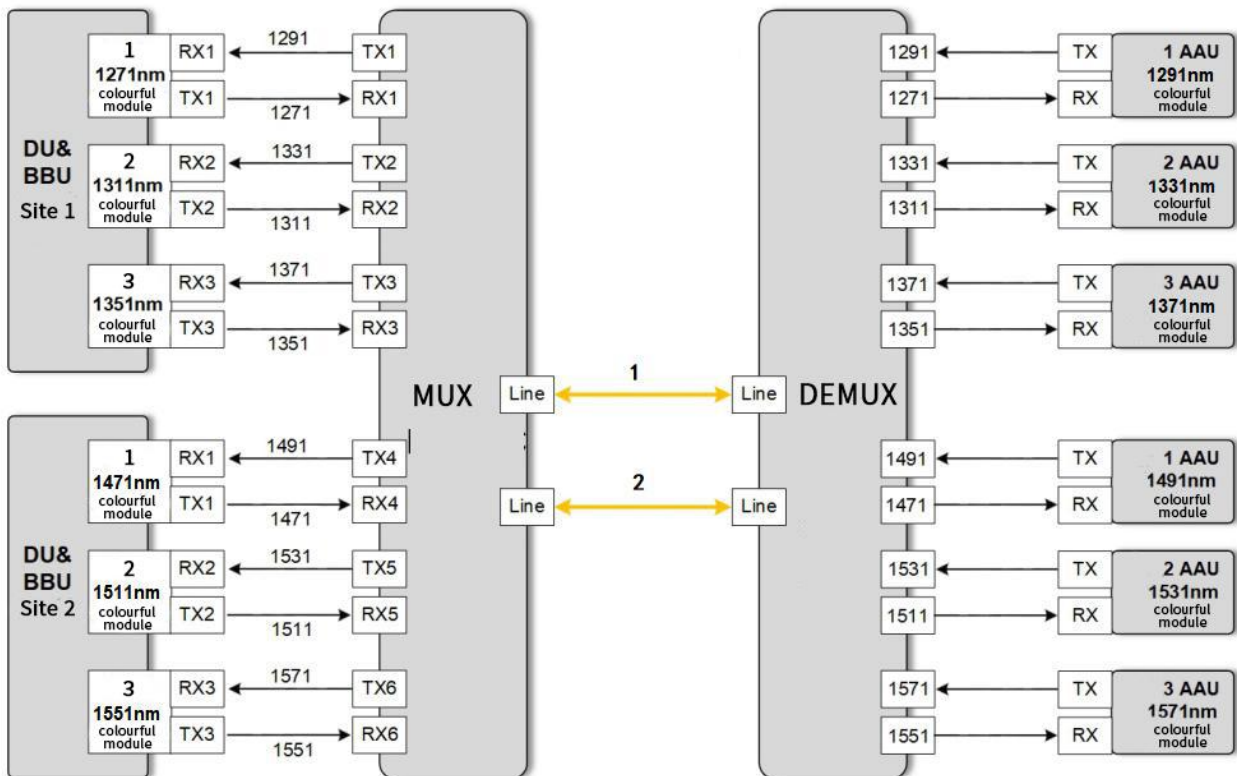 DU&
BBU
Site 1
1
1271nm
colourful
module
RX1
TX1
1291
1271
TX1
RX1
2
1311nm
colourful
module
RX2
TX2
1331
1311
TX2
RX2
3
1351nm
colourful
module
RX3
TX3
1371
1351
TX3
RX3
DU&
BBU
Site 2
1
1471nm
colourful
module
RX1
TX1
1491
1471
TX4
RX4
2
1511nm
colourful
module
RX2
TX2
1531
1511
TX5
RX5
3
1551nm
colourful
module
RX3
TX3
1571
1551
TX6
RX6
MUX
Line
1
Line
Line
2
Line
DEMUX
1291
1271
TX
RX
1 AAU
1291nm
colourful
module
1331
1311
TX
RX
2 AAU
1331nm
colourful
module
1371
1351
TX
RX
3 AAU
1371nm
colourful
module
1491
1471
TX
RX
1 AAU
1491nm
colourful
module
1531
1511
TX
RX
2 AAU
1531nm
colourful
module
1571
1551
TX
RX
3 AAU
1571nm
colourful
module